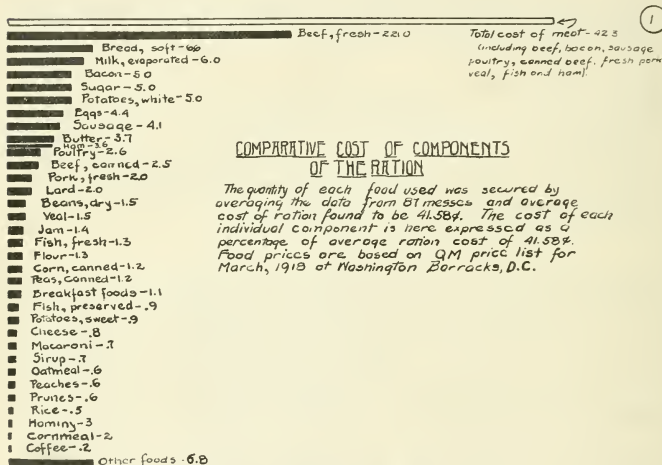 1
Beef, fresh-22.0
Total cost of meat-42.3
(including beef, bacon, sausage
poultry, canned beef, fresh pork
veal, fish and ham).
Bread, soft-6.6
Milk, evaporated-6.0
Bacon-5.0
Sugar-5.0
Potatoes, white-5.0
Eggs-4.4
Sausage-4.1
Butter-3.7
Ham-3.6
Poultry-2.6
Beef, canned-2.5
Pork, fresh-2.0
Lard-2.0
Beans, dry-1.5
Veal-1.5
Jam-1.4
Fish, fresh-1.3
Flour-1.3
Corn, canned-1.2
Peas, canned-1.2
Breakfast foods-1.1
Fish, preserved-.9
Potatoes, sweet-.9
Cheese-.8
Macaroni-.7
Sirup-.7
Oatmeal-.6
Peaches-.6
Prunes-.6
Rice-.5
Hominy-3
Cornmeal-2
Coffee-.2
Other foods-6.8
COMPARATIVE COST OF COMPONENTS
OF THE RATION
The quantity of each food used was secured by
averaging the data from 87 messes and average
cost of ration found to be 41.58¢. The cost of each
individual component is here expressed as a
percentage of average ration cost of 41.58¢.
Food prices are based on QM price list for
March, 1919 at Washington Barracks, D.C.